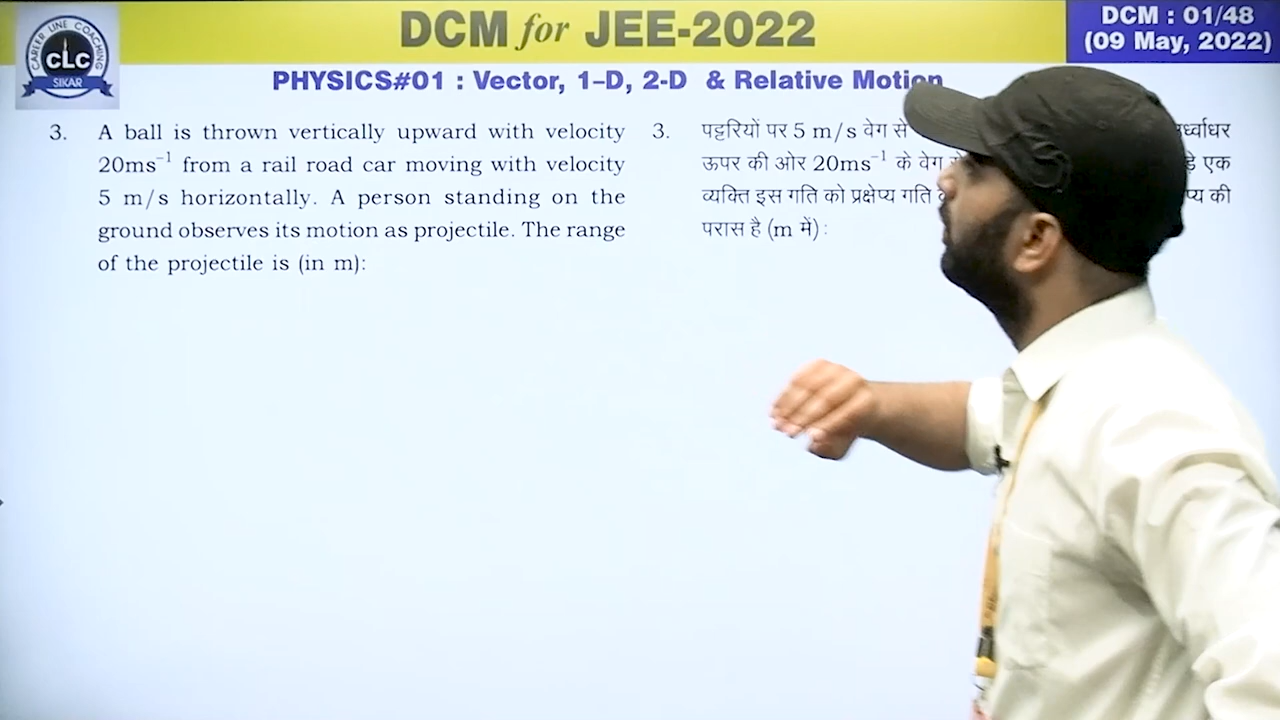 CAREER LINE COACHING
CLC
SIKAR
DCM for JEE-2022
DCM : 01/48
(09 May, 2022)
PHYSICS#01 : Vector, 1-D, 2-D & Relative Motion
3. A ball is thrown vertically upward with velocity
20ms⁻¹ from a rail road car moving with velocity
5 m/s horizontally. A person standing on the
ground observes its motion as projectile. The range
of the projectile is (in m):
3. पट्टरियों पर 5 m/s वेग से
ऊपर की ओर 20ms⁻¹ के वेग एक
व्यक्ति इस गति को प्रक्षेप्य गति की
परास है (m में) :